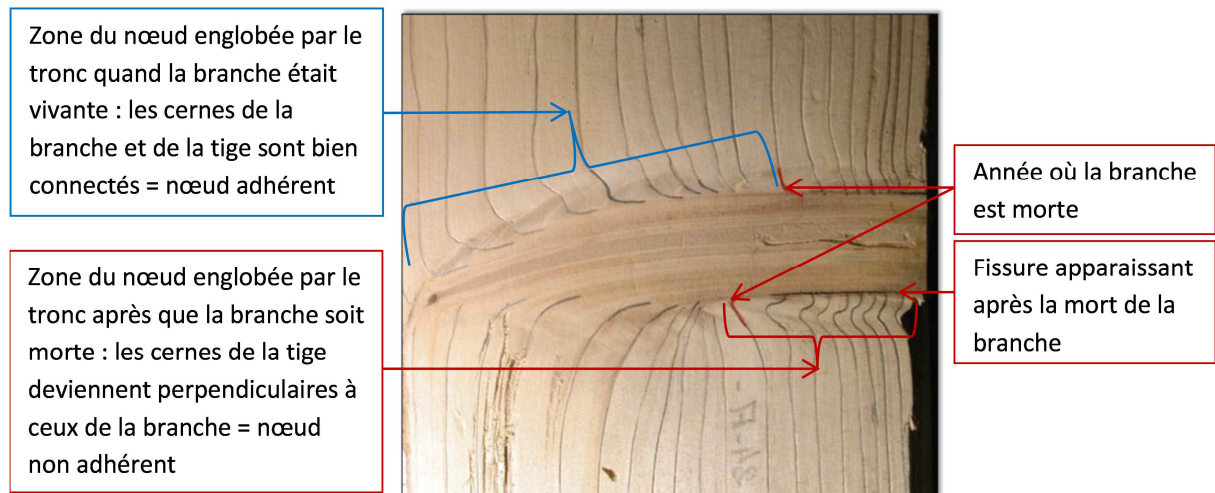 Zone du nœud englobée par le
tronc quand la branche était
vivante : les cernes de la
branche et de la tige sont bien
connectés = nœud adhérent
Zone du nœud englobée par le
tronc après que la branche soit
morte : les cernes de la tige
deviennent perpendiculaires à
ceux de la branche = nœud
non adhérent
Année où la branche
est morte
Fissure apparaissant
après la mort de la
branche